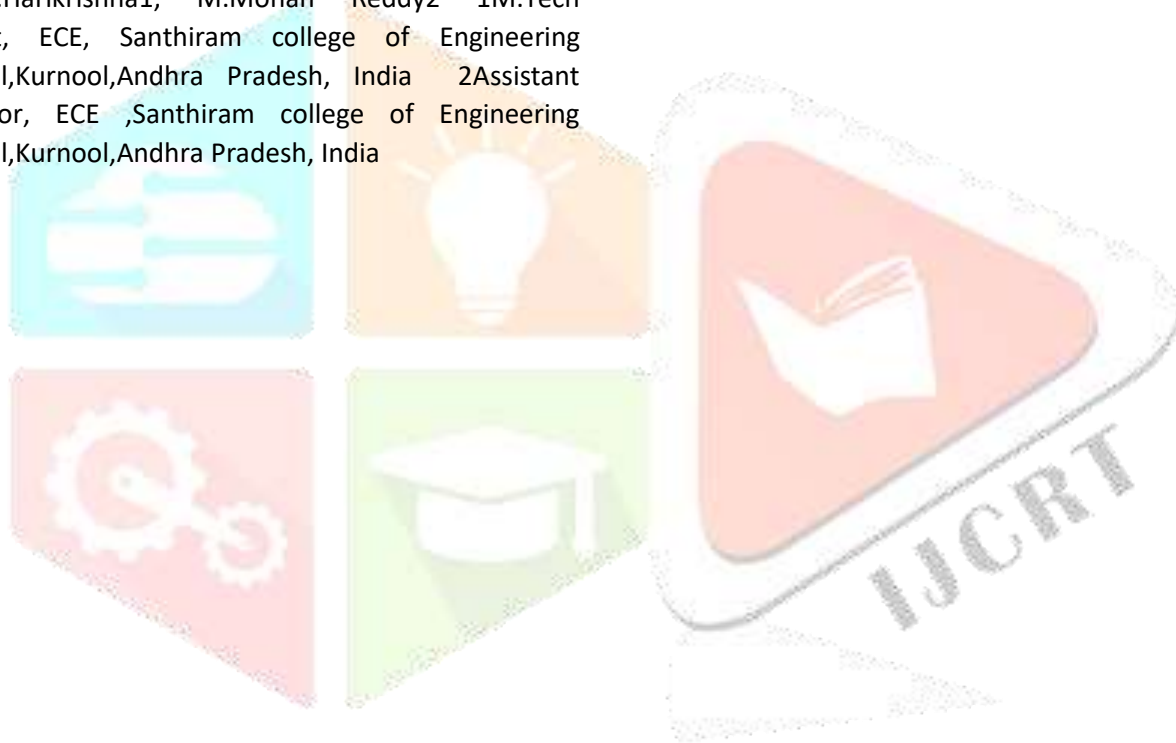 M.Mohan Reddy2 1M.Tech
ECE, Santhiram college of Engineering
l,Kurnool,Andhra Pradesh, India 2Assistant
or, ECE ,Santhiram college of Engineering
l,Kurnool,Andhra Pradesh, India
IJCRT